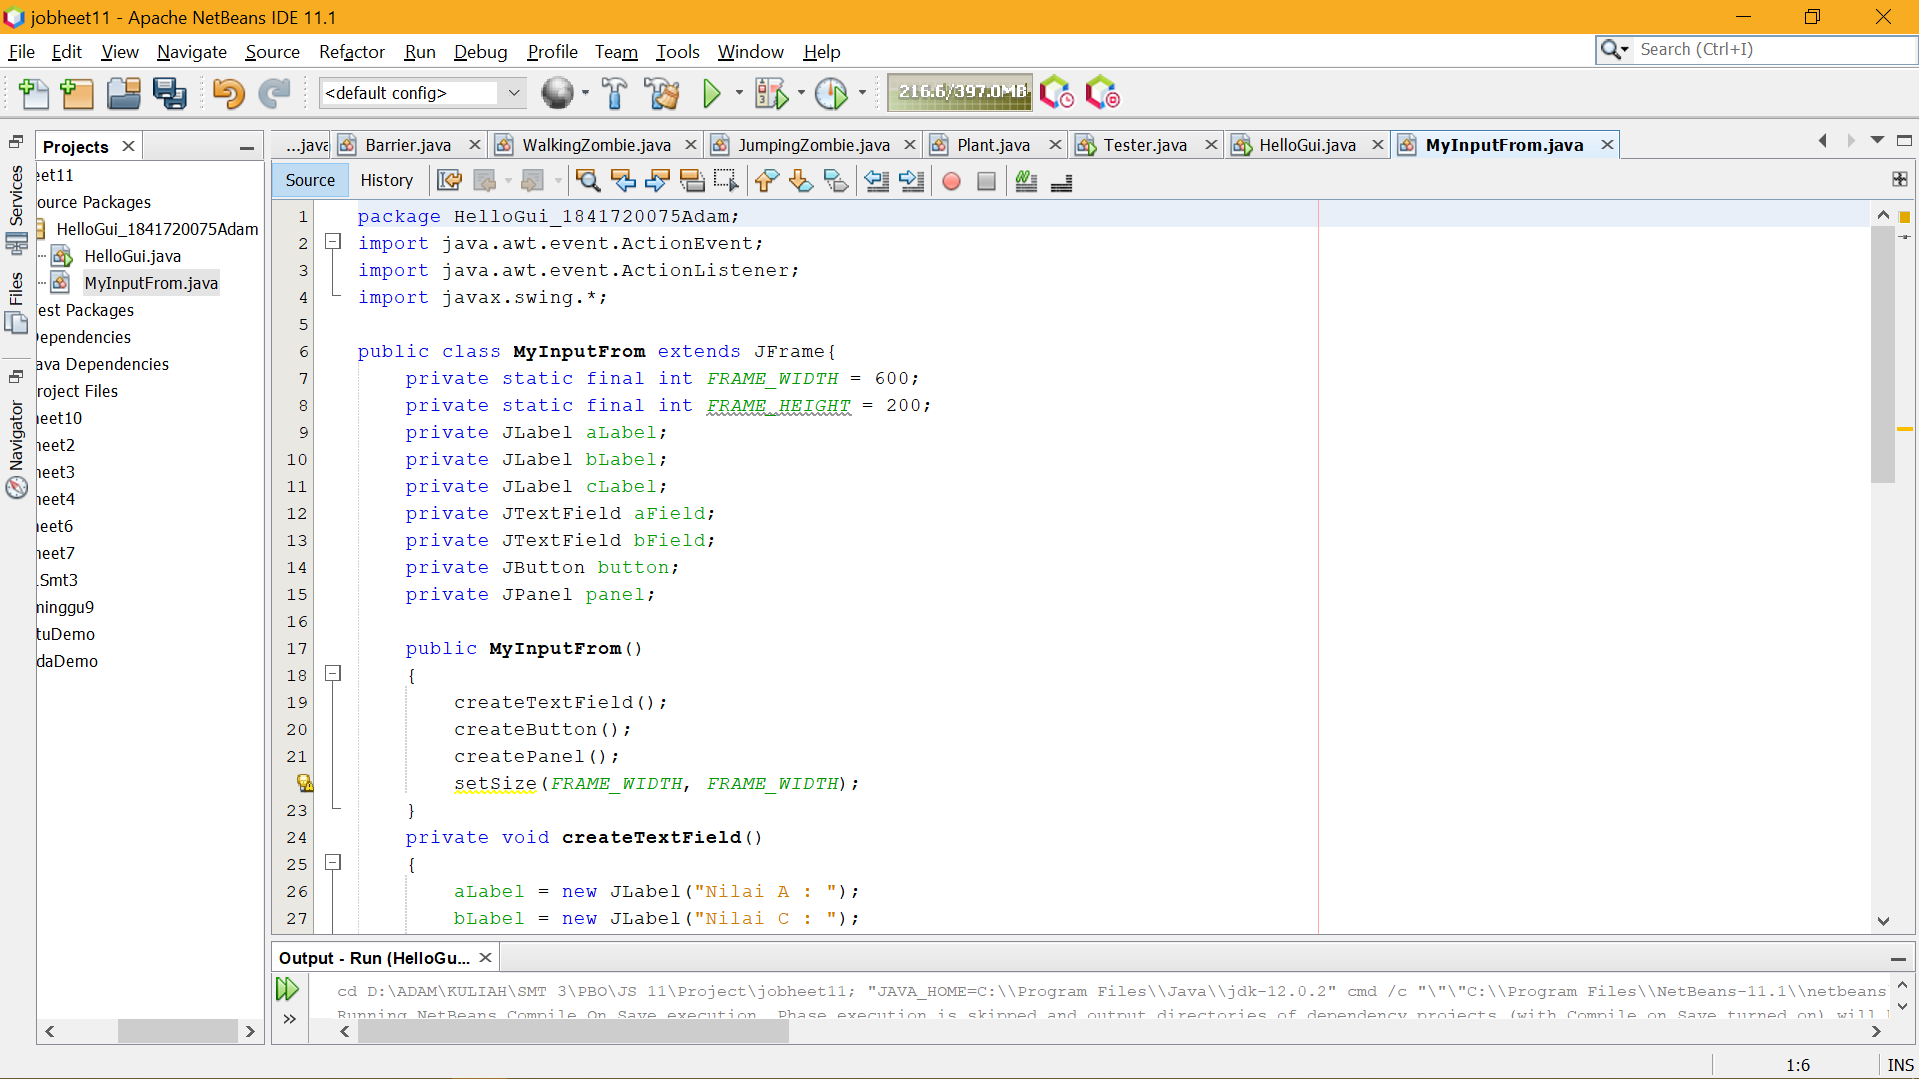 jobheet11 - Apache NetBeans IDE 11.1
File Edit View Navigate Source Refactor Run Debug Profile Team Tools Window Help
Search (Ctrl+I)
<default config>
216.6/397.0MB
Projects
...java Barrier.java WalkingZombie.java JumpingZombie.java Plant.java Tester.java HelloGui.java MyInputFrom.java
Source History
Services
Files
Navigator
eet11
ource Packages
HelloGui_1841720075Adam
HelloGui.java
MyInputFrom.java
est Packages
ependencies
ava Dependencies
roject Files
eet10
eet2
eet3
eet4
eet6
eet7
.Smt3
minggu9
tuDemo
daDemo
1 package HelloGui_1841720075Adam;
2 import java.awt.event.ActionEvent;
3 import java.awt.event.ActionListener;
4 import javax.swing.*;
5
6 public class MyInputFrom extends JFrame{
7 private static final int FRAME_WIDTH = 600;
8 private static final int FRAME_HEIGHT = 200;
9 private JLabel aLabel;
10 private JLabel bLabel;
11 private JLabel cLabel;
12 private JTextField aField;
13 private JTextField bField;
14 private JButton button;
15 private JPanel panel;
16
17 public MyInputFrom()
18 {
19 createTextField();
20 createButton();
21 createPanel();
setSize(FRAME_WIDTH, FRAME_WIDTH);
23 }
24 private void createTextField()
25 {
26 aLabel = new JLabel("Nilai A : ");
27 bLabel = new JLabel("Nilai C : ");
Output - Run (HelloGu...
cd D:\ADAM\KULIAH\SMT 3\PBO\JS 11\Project\jobheet11; "JAVA_HOME=C:\\Program Files\\Java\\jdk-12.0.2" cmd /c "\"\"C:\\Program Files\\NetBeans-11.1\\netbeans
Running NetBeans Compile On Save execution. Phase execution is skipped and output directories of dependency projects (with Compile on Save turned on) will
1:6 INS